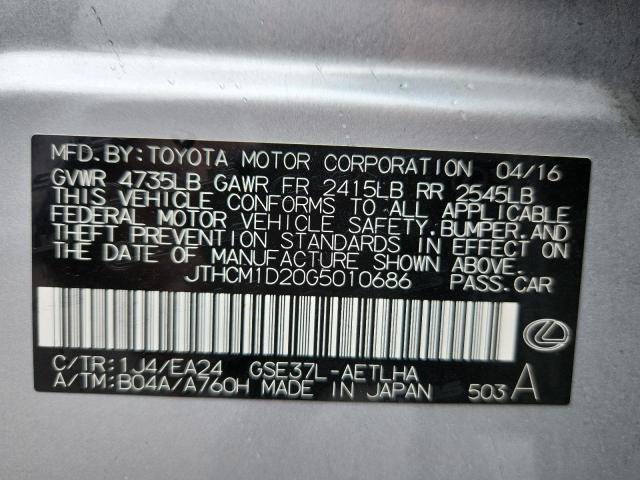 MFD. BY: TOYOTA MOTOR CORPORATION 04/16
GVWR 4735LB GAWR FR 2415LB RR 2545LB
THIS VEHICLE CONFORMS TO ALL APPLICABLE
FEDERAL MOTOR VEHICLE SAFETY, BUMPER, AND
THEFT PREVENTION STANDARDS IN EFFECT ON
THE DATE OF MANUFACTURE SHOWN ABOVE.
JTHCM1D20G5010686 PASS. CAR
C/TR: 1J4/EA24 GSE37L-AETLHA
A/TM: B04A/A760H MADE IN JAPAN 503 A